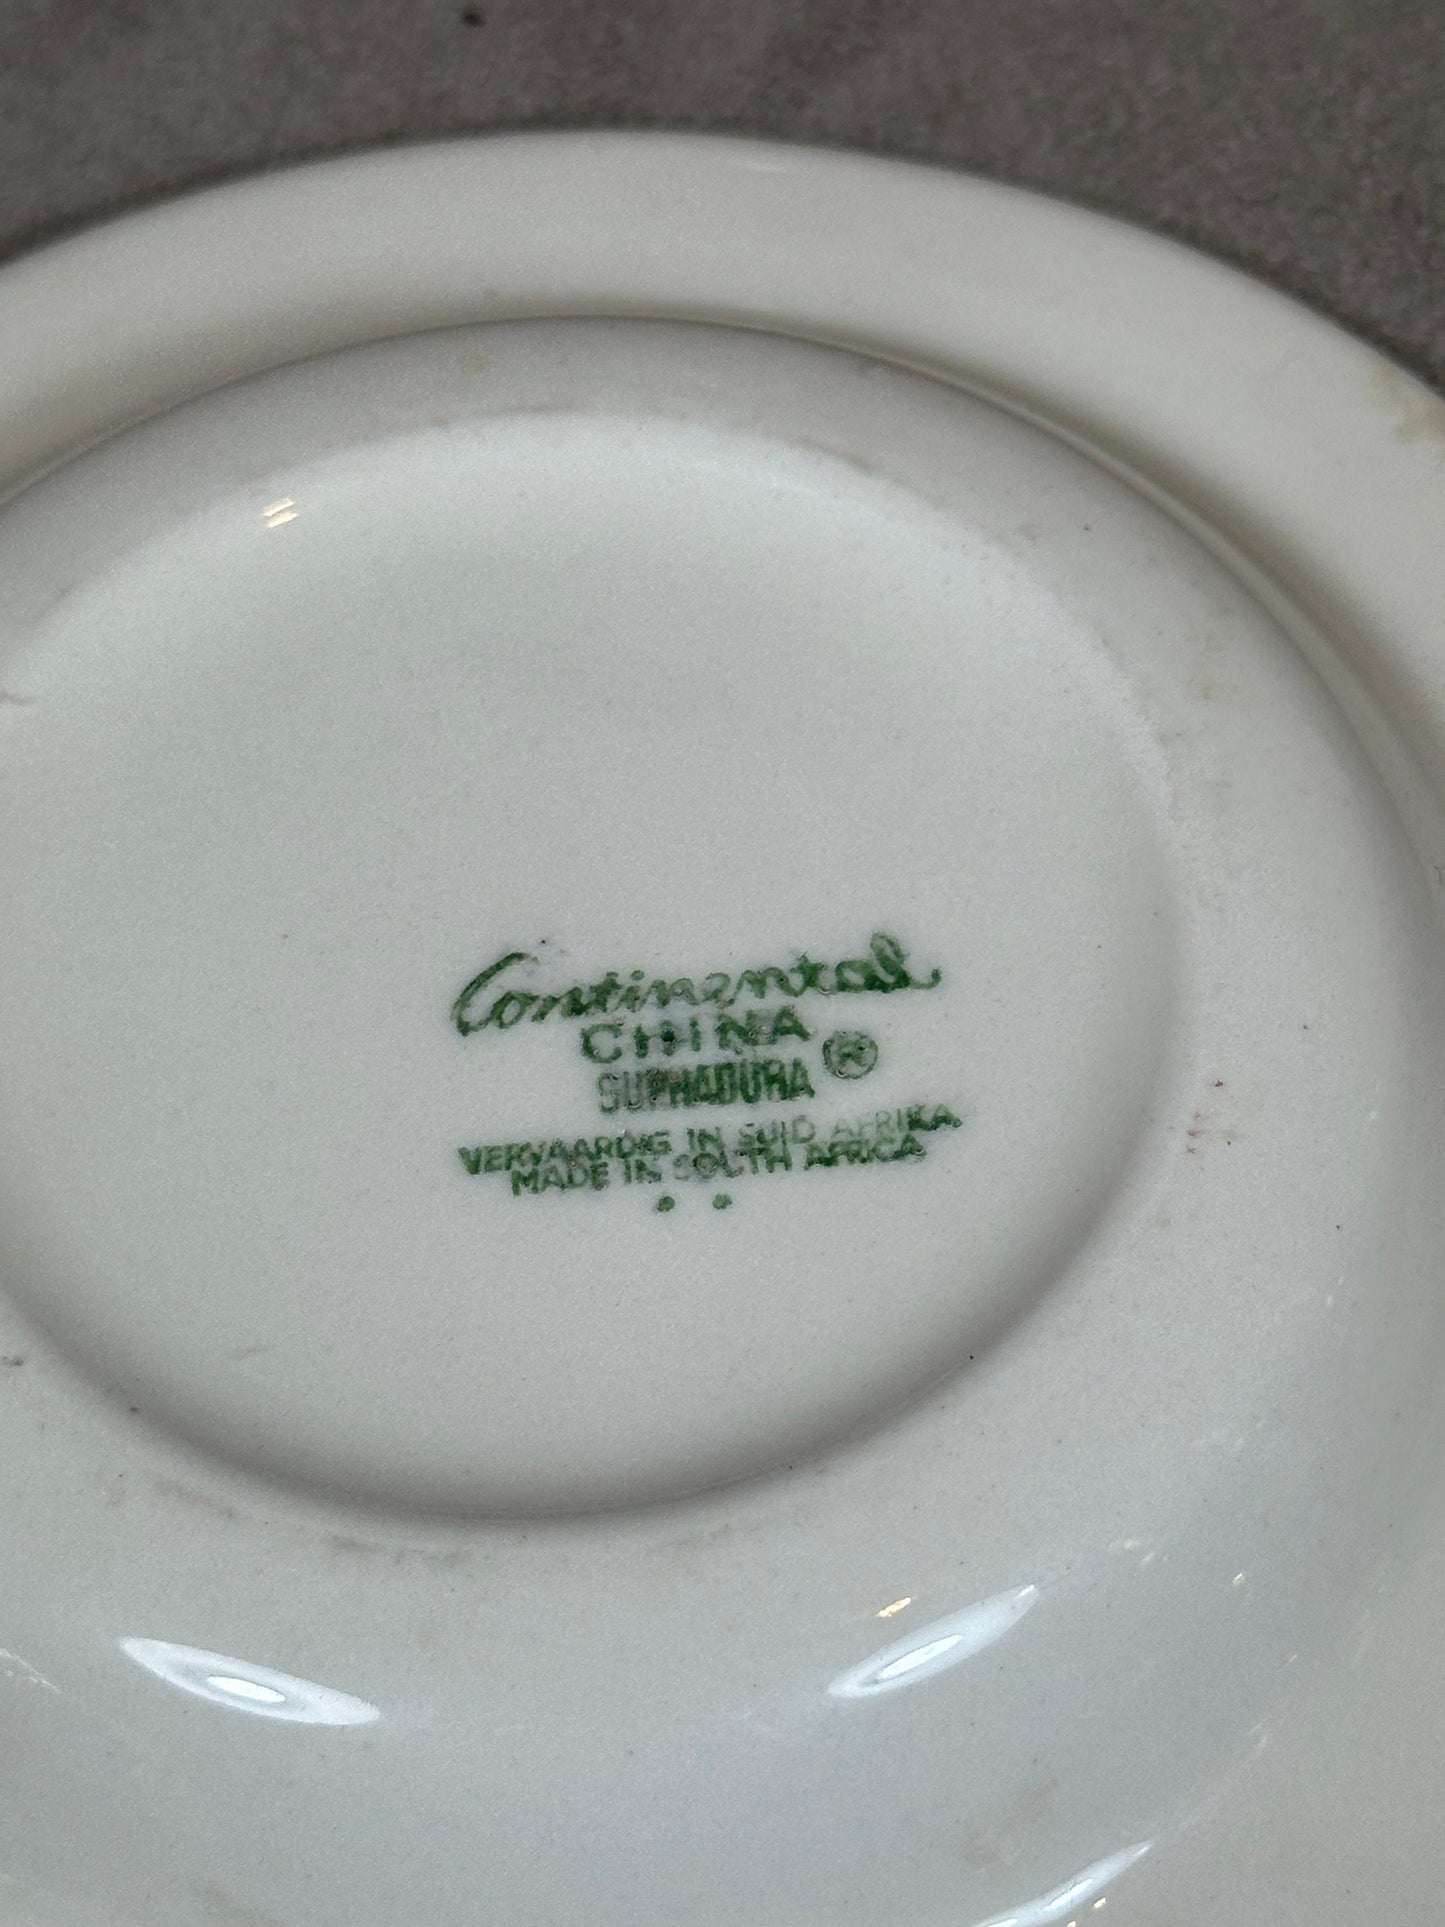 Continental
CHINA
SUPHADURA ®
VERVAARDIG IN SUID AFRIKA
MADE IN SOUTH AFRICA